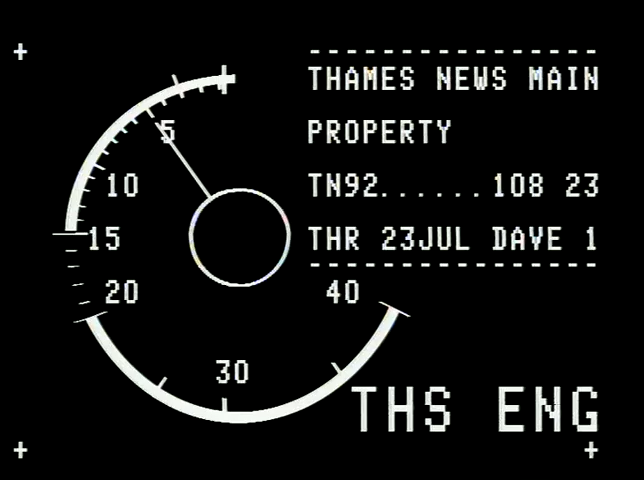 THAMES NEWS MAIN
PROPERTY
TN92......108 23
THR 23JUL DAVE 1
5
10
15
20
30
40
THS ENG